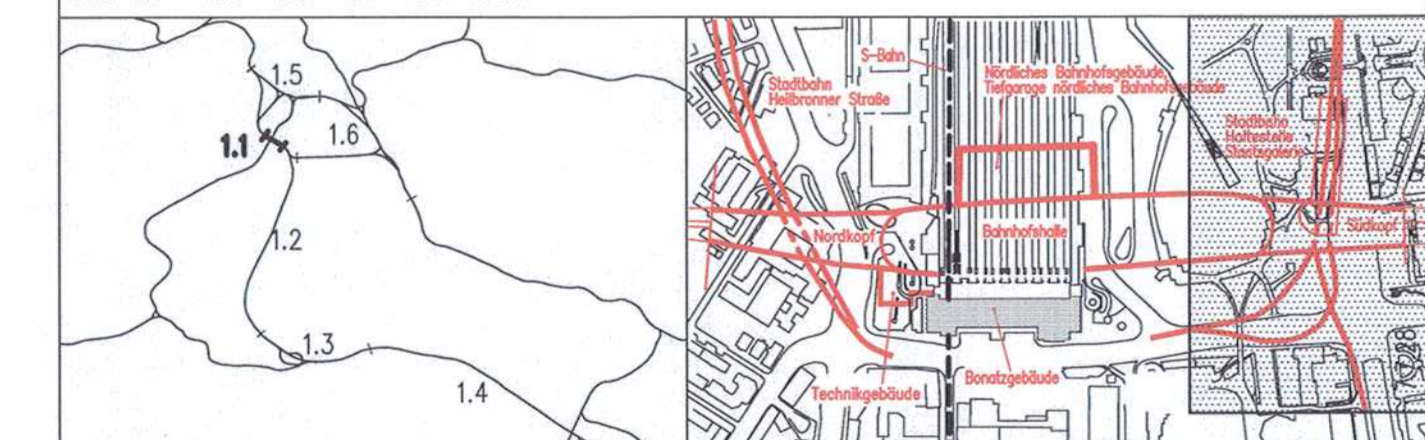 1.5
1.6
1.1
1.2
1.3
1.4
S-Bahn
Stadtbahn
Heilbronner Straße
Nördliches Bahnhofsgebäude,
Tiefgarage nördliches Bahnhofsgebäude
Stadtbahn
Haltestelle
Staatsgalerie
Nordkopf
Bahnhofshalle
Südkopf
Technikgebäude
Bonatzgebäude